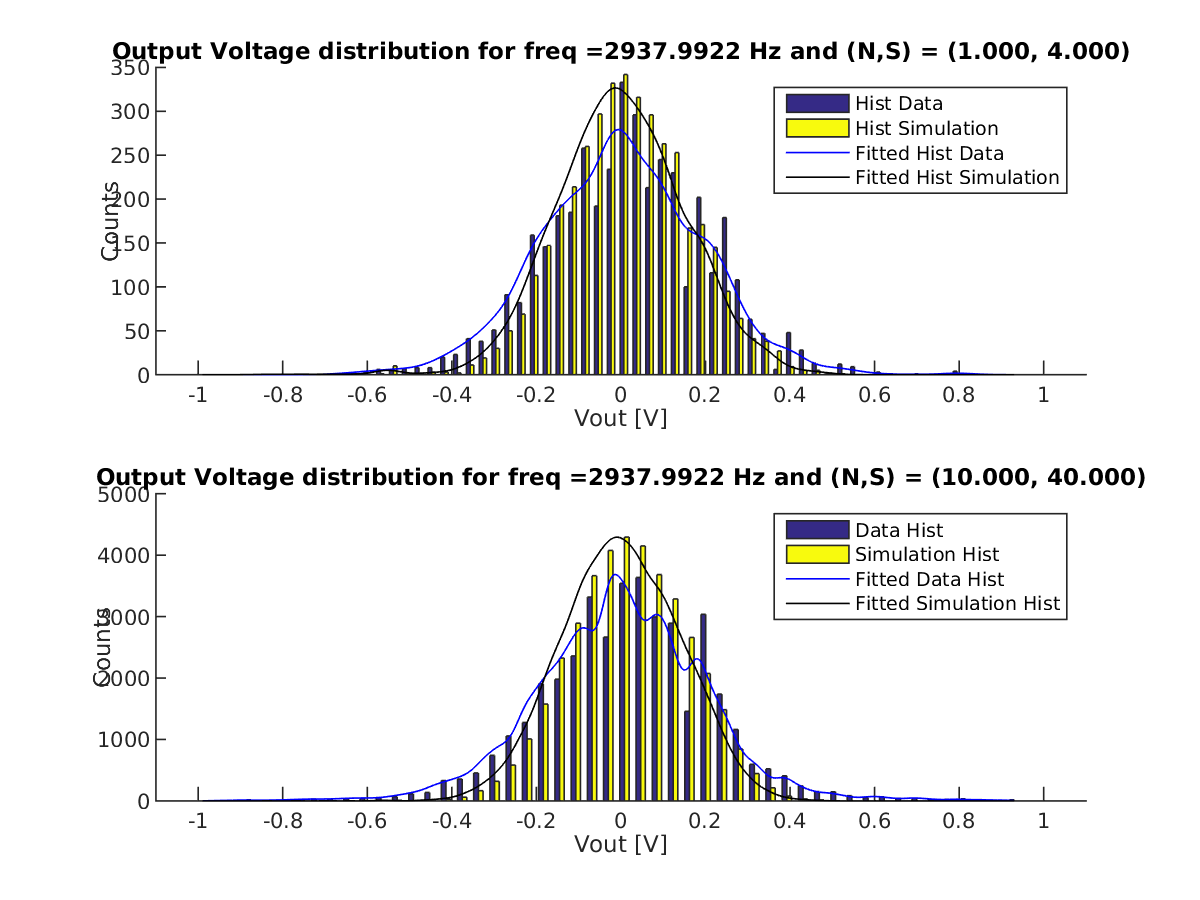 Output Voltage distribution for freq =2937.9922 Hz and (N,S) = (1.000, 4.000)
350
300
250
200
150
100
50
0
Counts
Hist Data
Hist Simulation
Fitted Hist Data
Fitted Hist Simulation
-1 -0.8 -0.6 -0.4 -0.2 0 0.2 0.4 0.6 0.8 1
Vout [V]
Output Voltage distribution for freq =2937.9922 Hz and (N,S) = (10.000, 40.000)
5000
4000
3000
2000
1000
0
Counts
Data Hist
Simulation Hist
Fitted Data Hist
Fitted Simulation Hist
-1 -0.8 -0.6 -0.4 -0.2 0 0.2 0.4 0.6 0.8 1
Vout [V]